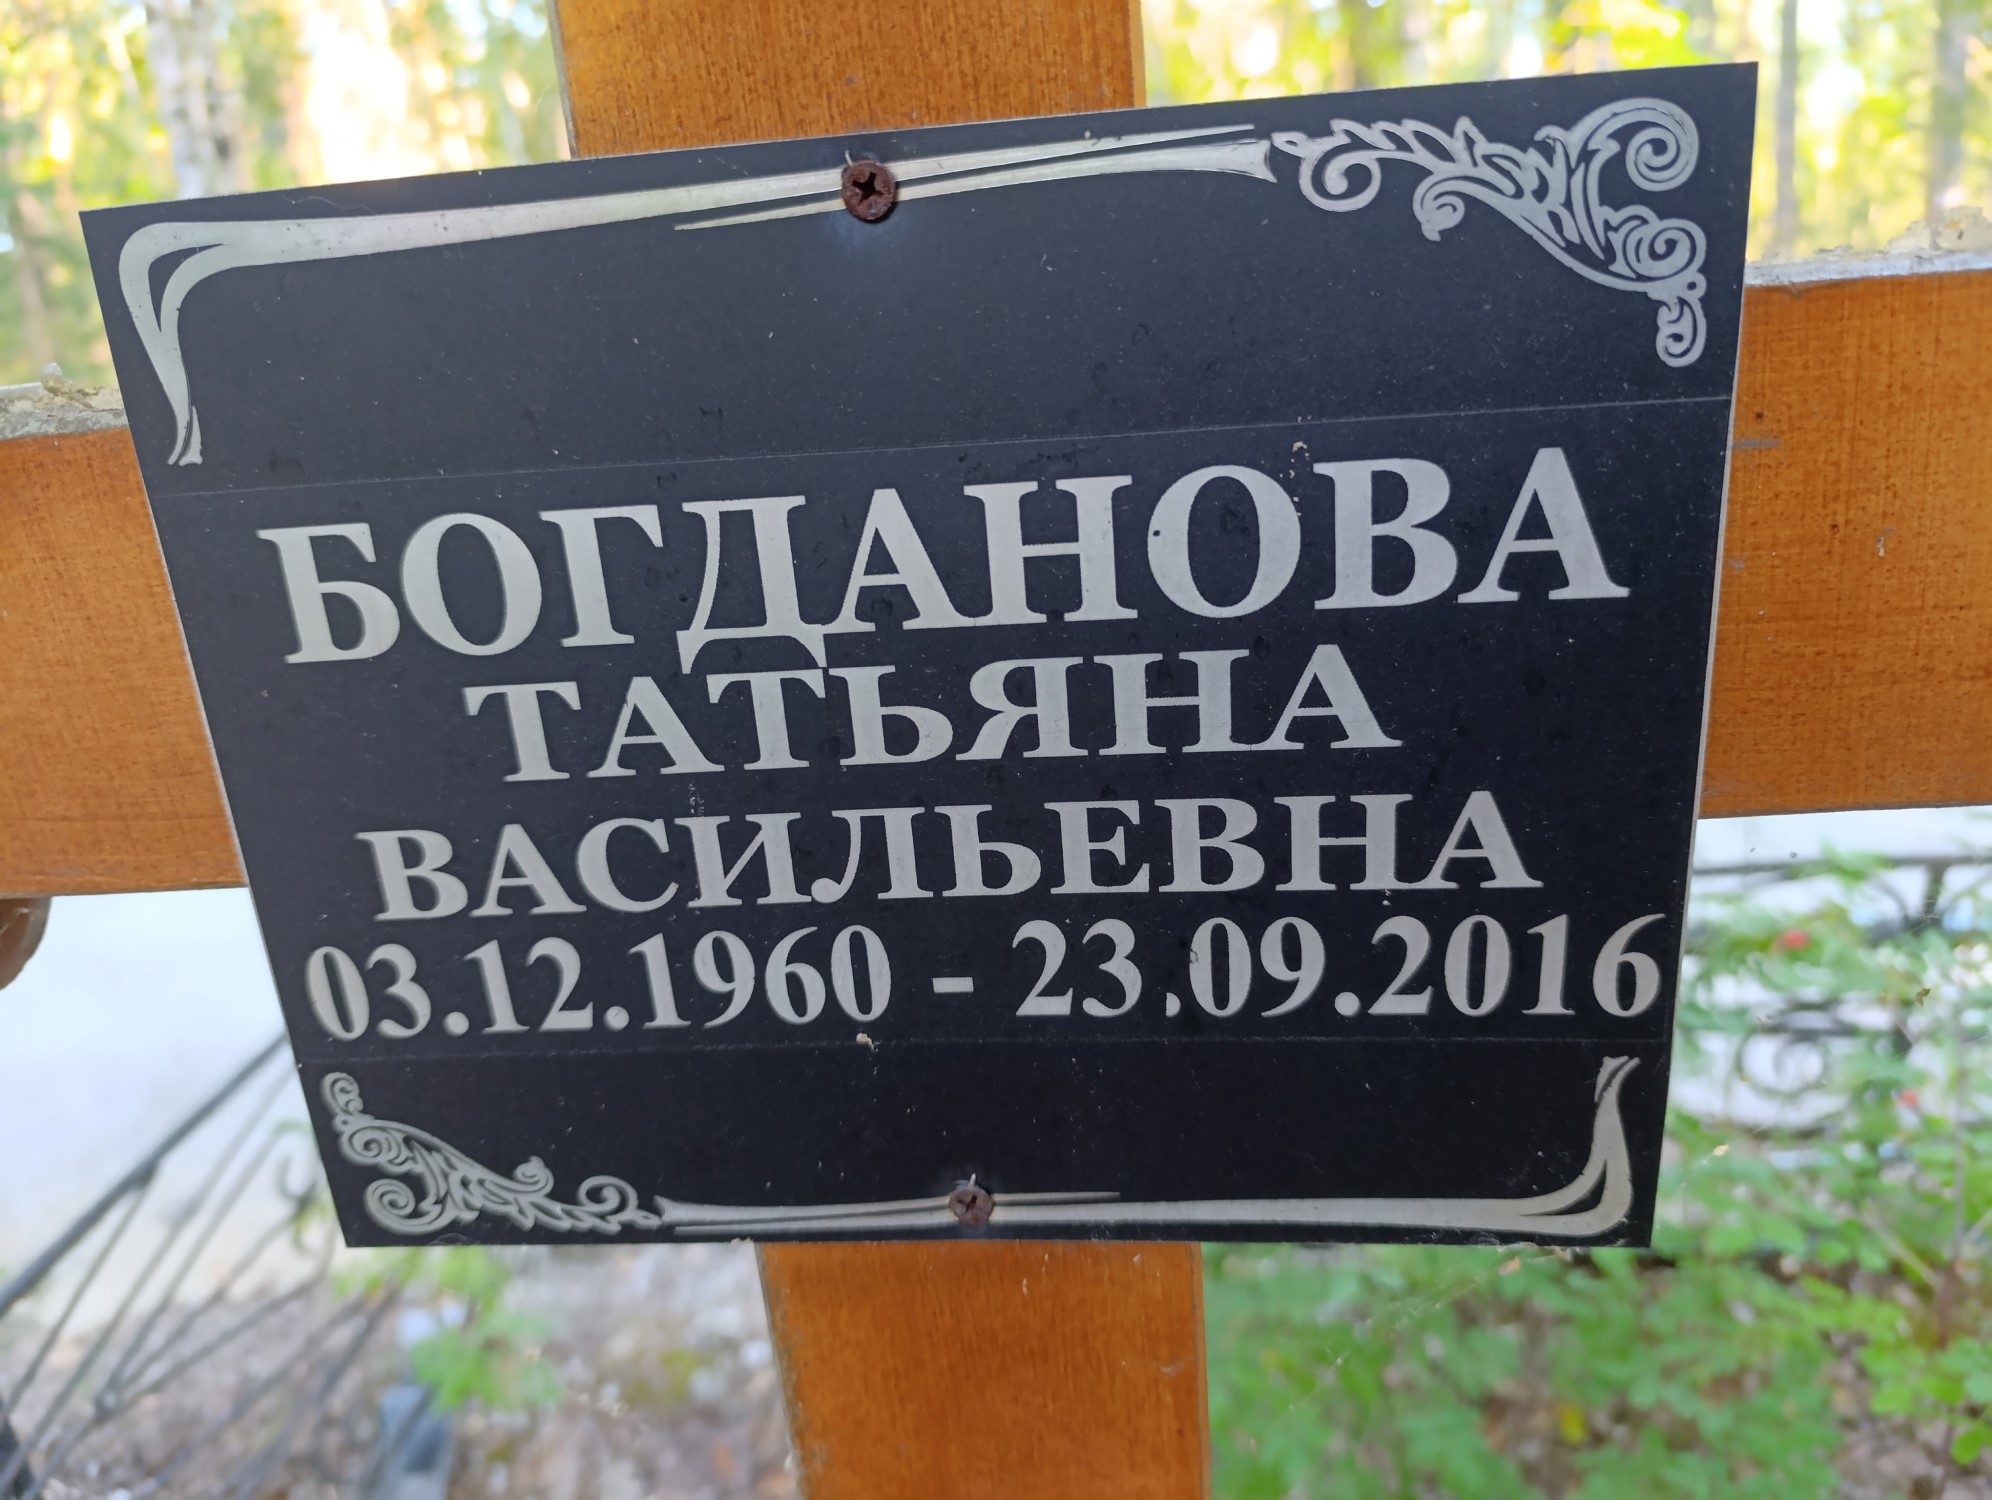 БОГДАНОВА
ТАТЬЯНА
ВАСИЛЬЕВНА
03.12.1960 - 23.09.2016